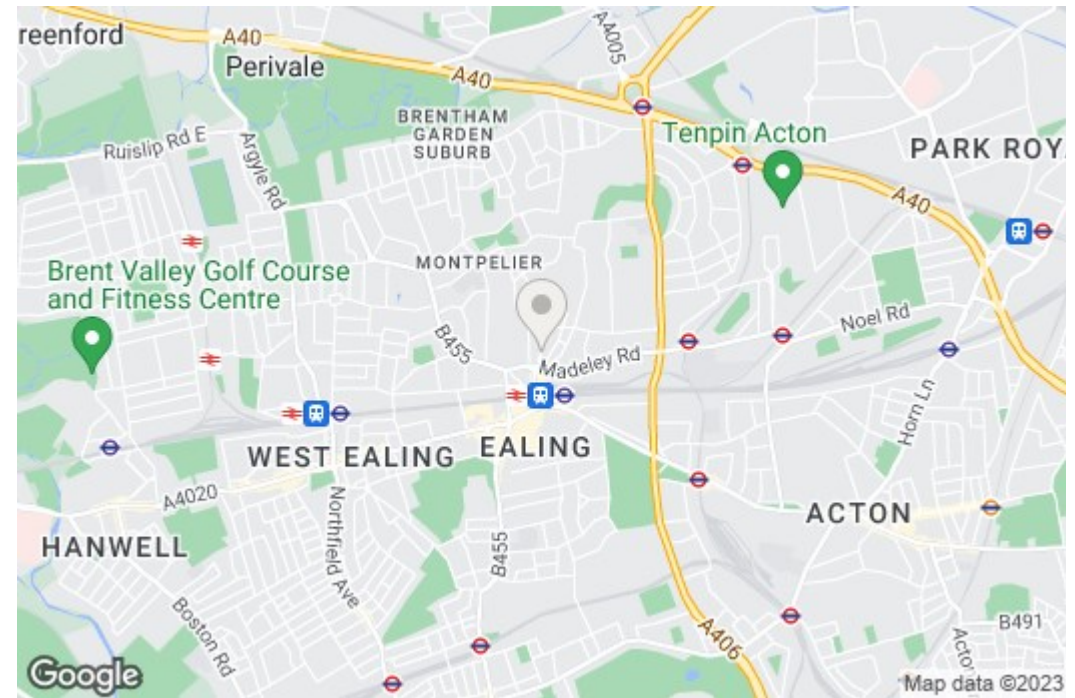 reenford
A40
Perivale
A40
A4005
BRENTHAM
GARDEN
SUBURB
Tenpin Acton
PARK ROYA
Ruislip Rd E
Argyle Rd
A40
Brent Valley Golf Course
and Fitness Centre
MONTPELIER
B455
Madeley Rd
Noel Rd
Horn Ln
WEST EALING
EALING
A4020
Northfield Ave
ACTON
HANWELL
B455
Boston Rd
A406
B491
Acto
Google
Map data ©2023